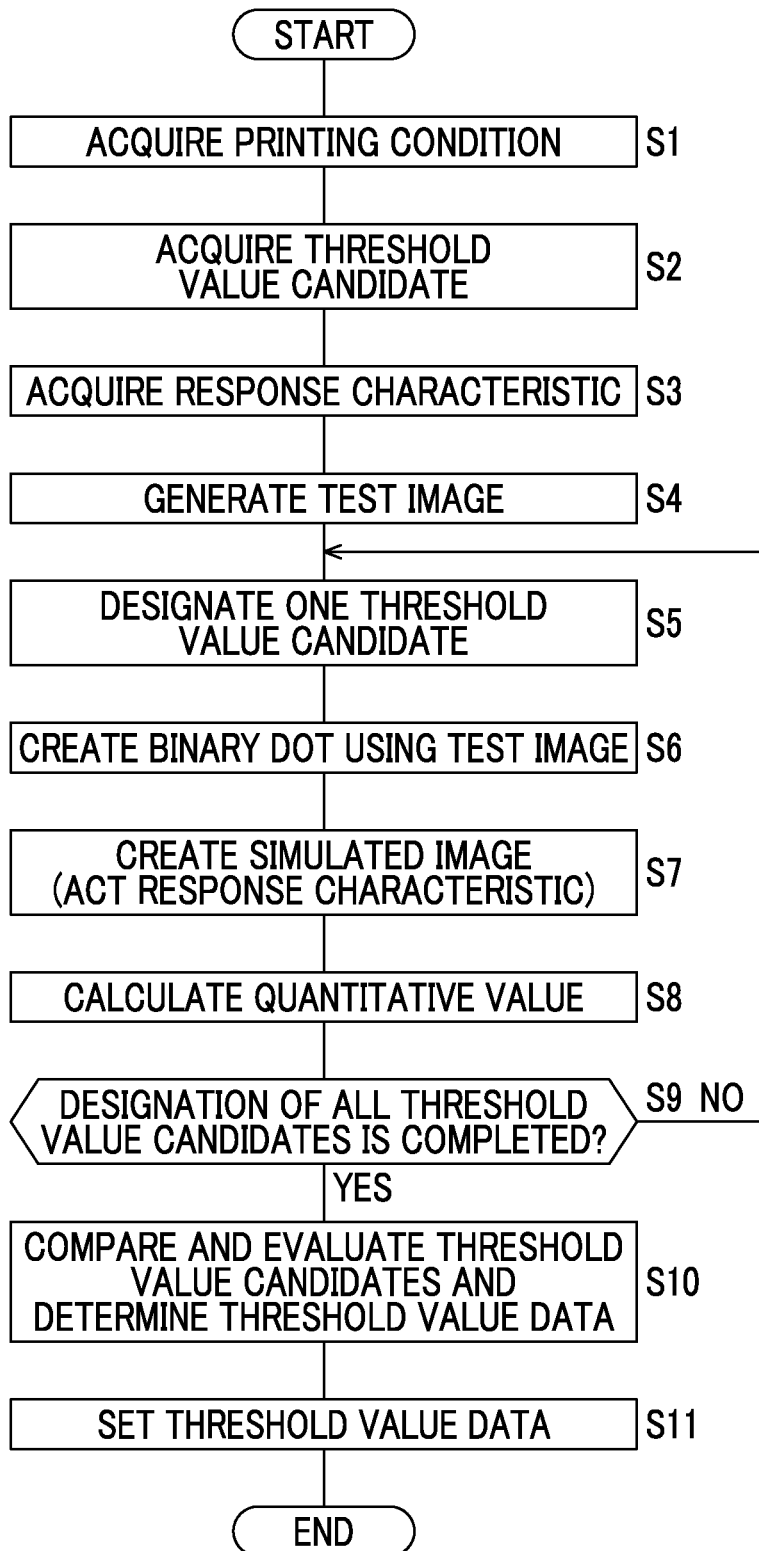 START
ACQUIRE PRINTING CONDITION S1
ACQUIRE THRESHOLD
VALUE CANDIDATE S2
ACQUIRE RESPONSE CHARACTERISTIC S3
GENERATE TEST IMAGE S4
DESIGNATE ONE THRESHOLD
VALUE CANDIDATE S5
CREATE BINARY DOT USING TEST IMAGE S6
CREATE SIMULATED IMAGE
(ACT RESPONSE CHARACTERISTIC) S7
CALCULATE QUANTITATIVE VALUE S8
DESIGNATION OF ALL THRESHOLD S9 NO
VALUE CANDIDATES IS COMPLETED?
YES
COMPARE AND EVALUATE THRESHOLD
VALUE CANDIDATES AND S10
DETERMINE THRESHOLD VALUE DATA
SET THRESHOLD VALUE DATA S11
END